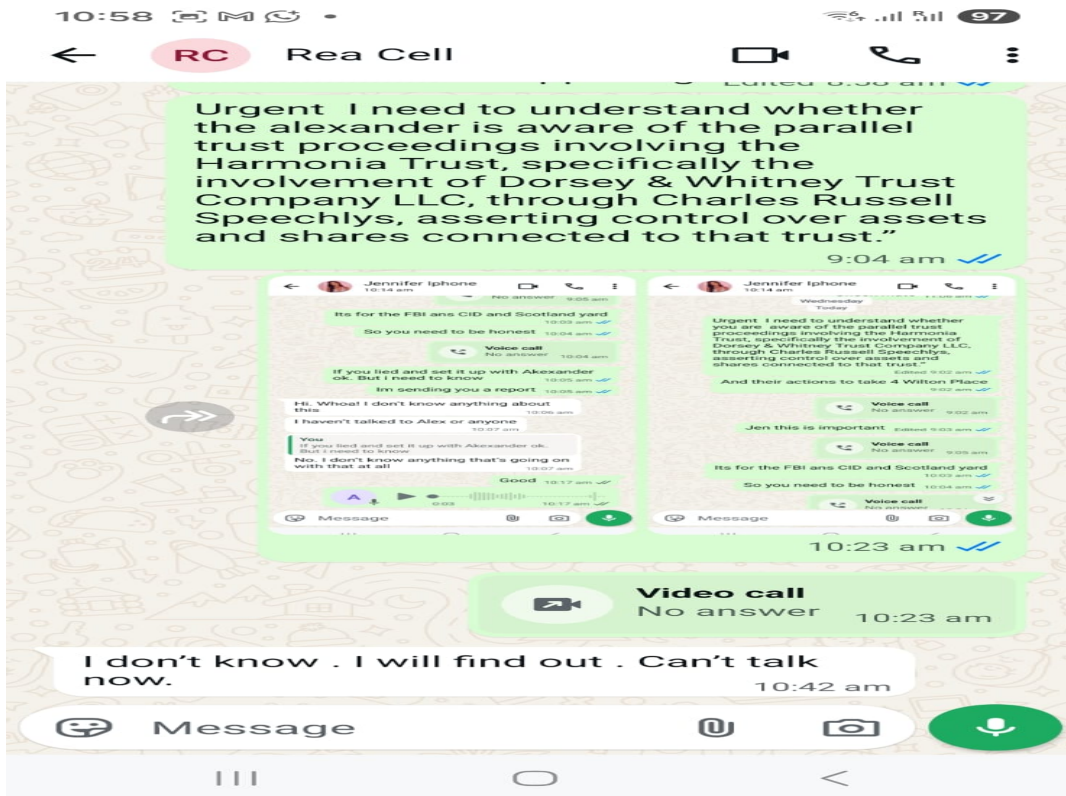 10:58
97
RC Rea Cell
Edited 8:58 am
Urgent I need to understand whether
the alexander is aware of the parallel
trust proceedings involving the
Harmonia Trust, specifically the
involvement of Dorsey & Whitney Trust
Company LLC, through Charles Russell
Speechlys, asserting control over assets
and shares connected to that trust.”
9:04 am
Jennifer Iphone
10:14 am
No answer 9:05 am
Its for the FBI ans CID and Scotland yard
10:03 am
So you need to be honest 10:04 am
Voice call
No answer 10:04 am
If you lied and set it up with Akexander
ok. But i need to know 10:05 am
Im sending you a report 10:05 am
Hi. Whoa! I don't know anything about
this 10:06 am
I haven't talked to Alex or anyone
10:07 am
You
If you lied and set it up with Akexander ok.
But i need to know
No. I don't know anything that's going on
with that at all 10:07 am
Good 10:17 am
A
0:03 10:17 am
Message
Jennifer Iphone
10:14 am
Wednesday
Today
Urgent I need to understand whether
you are aware of the parallel trust
proceedings involving the Harmonia
Trust, specifically the involvement of
Dorsey & Whitney Trust Company LLC,
through Charles Russell Speechlys,
asserting control over assets and
shares connected to that trust.”
Edited 9:02 am
And their actions to take 4 Wilton Place
9:02 am
Voice call
No answer 9:02 am
Jen this is important Edited 9:03 am
Voice call
No answer 9:05 am
Its for the FBI ans CID and Scotland yard
10:03 am
So you need to be honest 10:04 am
Voice call
No answer
Message
10:23 am
Video call
No answer 10:23 am
I don’t know . I will find out . Can’t talk
now.
10:42 am
Message